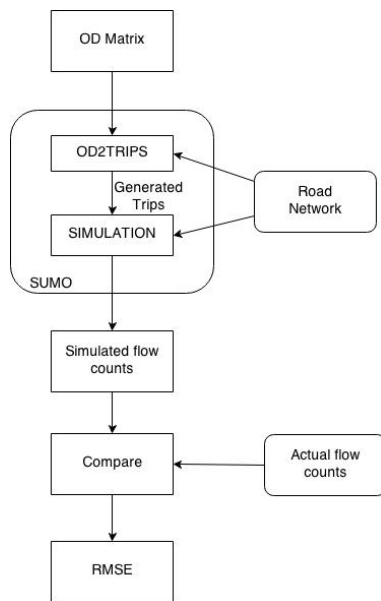 OD Matrix
OD2TRIPS
Generated
Trips
Road
Network
SIMULATION
SUMO
Simulated flow
counts
Compare
Actual flow
counts
RMSE